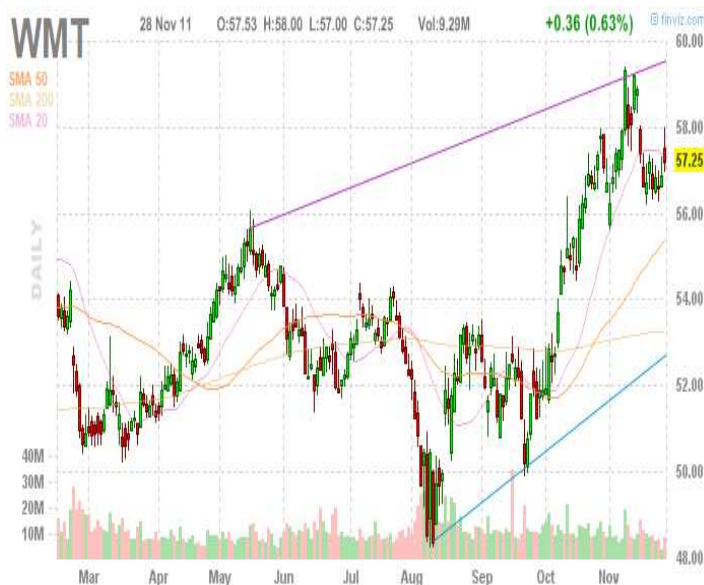 WMT
28 Nov 11 O:57.53 H:58.00 L:57.00 C:57.25 Vol:9.29M +0.36 (0.63%) © finviz.com
SMA 50
SMA 200
SMA 20
DAILY
60.00
58.00
57.25
56.00
54.00
52.00
50.00
48.00
40M
30M
20M
10M
Mar Apr May Jun Jul Aug Sep Oct Nov